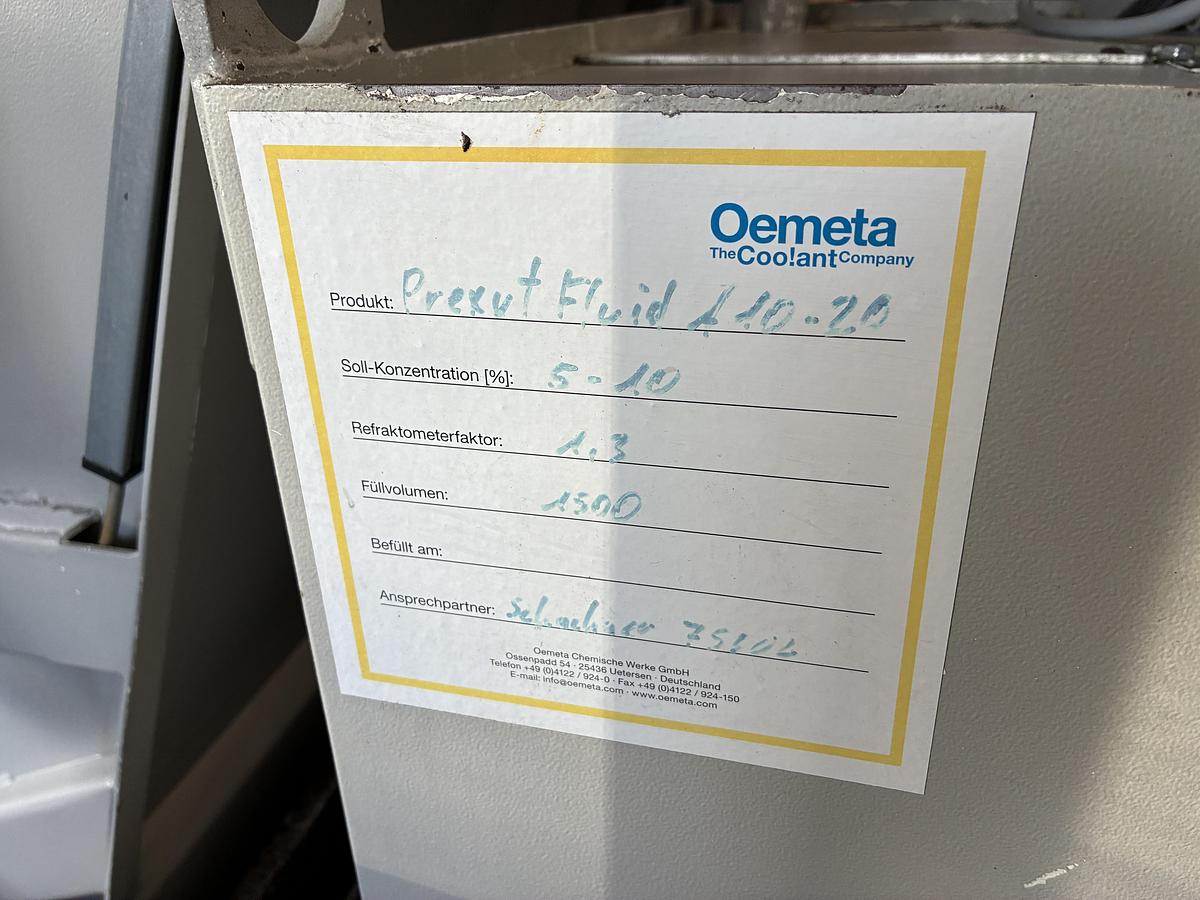 Oemeta
The Coo!ant Company
Produkt: Prexut Fluid A 10-20
Soll-Konzentration [%]: 5-10
Refraktometerfaktor: 1,3
Füllvolumen: 1500
Befüllt am:
Ansprechpartner:
Oemeta Chemische Werke GmbH
Ossenpadd 54 · 25436 Uetersen · Deutschland
Telefon +49 (0)4122 / 924-0 · Fax +49 (0)4122 / 924-150
E-mail: info@oemeta.com · www.oemeta.com